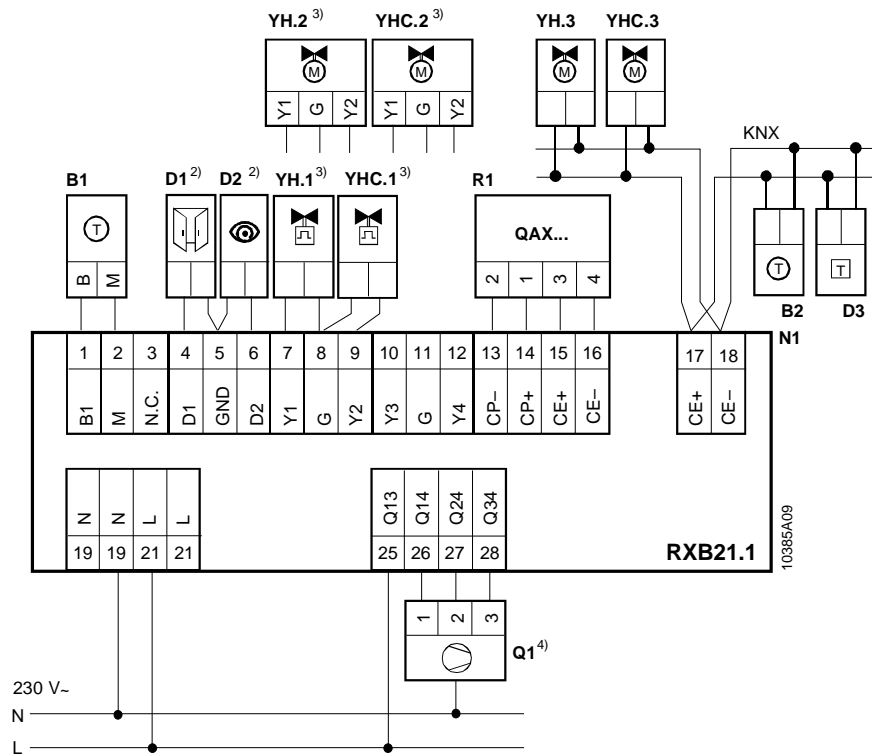 YH.2 3) YHC.2 3) YH.3 YHC.3
M M M M
Y1 G Y2 Y1 G Y2
KNX
B1 D1 2) D2 2) YH.1 3) YHC.1 3) R1
T QAX...
B M 2 1 3 4 T T
B2 D3
N1
1 2 3 4 5 6 7 8 9 10 11 12 13 14 15 16 17 18
B1 M N.C. D1 GND D2 Y1 G Y2 Y3 G Y4 CP– CP+ CE+ CE– CE+ CE–
N N L L Q13 Q14 Q24 Q34
19 19 21 21 25 26 27 28 RXB21.1
10385A09
1 2 3
Q1 4)
230 V~
N
L